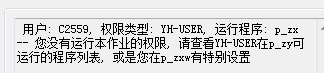 用户: C2559, 权限类型: YH-USER, 运行程序: p_zx
-- 您没有运行本作业的权限, 请查看YH-USER在p_zy可
运行的程序列表, 或是您在p_zxw有特别设置